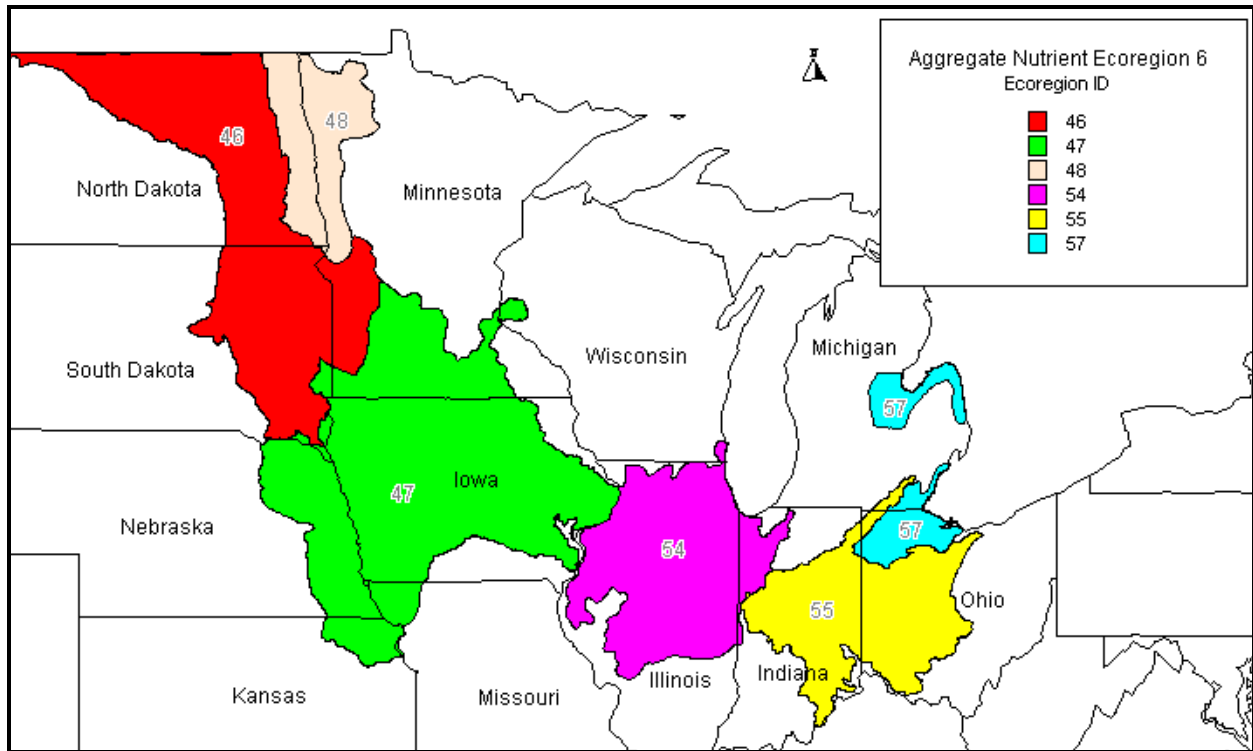 Aggregate Nutrient Ecoregion 6
Ecoregion ID
46
47
48
54
55
57
46
48
North Dakota
Minnesota
Wisconsin
Michigan
South Dakota
57
Iowa
47
Nebraska
54
57
Ohio
55
Indiana
Illinois
Kansas
Missouri